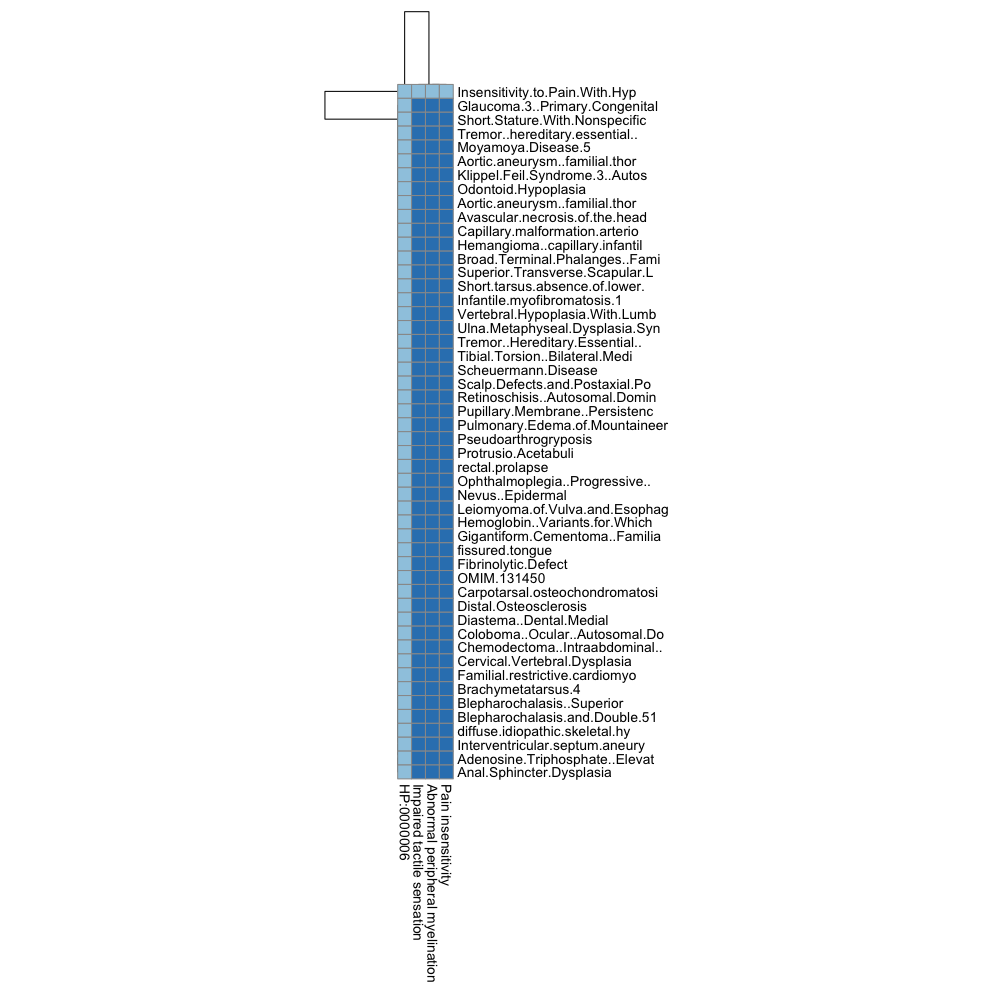 Insensitivity.to.Pain.With.Hyp
Glaucoma.3..Primary.Congenital
Short.Stature.With.Nonspecific
Tremor..hereditary.essential..
Moyamoya.Disease.5
Aortic.aneurysm..familial.thor
Klippel.Feil.Syndrome.3..Autos
Odontoid.Hypoplasia
Aortic.aneurysm..familial.thor
Avascular.necrosis.of.the.head
Capillary.malformation.arterio
Hemangioma..capillary.infantil
Broad.Terminal.Phalanges..Fami
Superior.Transverse.Scapular.L
Short.tarsus.absence.of.lower.
Infantile.myofibromatosis.1
Vertebral.Hypoplasia.With.Lumb
Ulna.Metaphyseal.Dysplasia.Syn
Tremor..Hereditary.Essential..
Tibial.Torsion..Bilateral.Medi
Scheuermann.Disease
Scalp.Defects.and.Postaxial.Po
Retinoschisis..Autosomal.Domin
Pupillary.Membrane..Persistenc
Pulmonary.Edema.of.Mountaineer
Pseudoarthrogryposis
Protrusio.Acetabuli
rectal.prolapse
Ophthalmoplegia..Progressive..
Nevus..Epidermal
Leiomyoma.of.Vulva.and.Esophag
Hemoglobin..Variants.for.Which
Gigantiform.Cementoma..Familia
fissured.tongue
Fibrinolytic.Defect
OMIM.131450
Carpotarsal.osteochondromatosi
Distal.Osteosclerosis
Diastema..Dental.Medial
Coloboma..Ocular..Autosomal.Do
Chemodectoma..Intraabdominal..
Cervical.Vertebral.Dysplasia
Familial.restrictive.cardiomyo
Brachymetatarsus.4
Blepharochalasis..Superior
Blepharochalasis.and.Double.51
diffuse.idiopathic.skeletal.hy
Interventricular.septum.aneury
Adenosine.Triphosphate..Elevat
Anal.Sphincter.Dysplasia
HP:0000006
Impaired tactile sensation
Abnormal peripheral myelination
Pain insensitivity